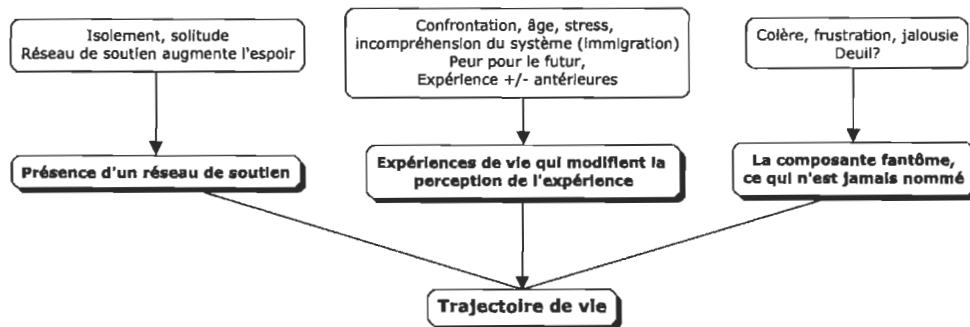 Isolement, solitude
Réseau de soutien augmente l'espoir
Confrontation, âge, stress,
incompréhension du système (immigration)
Peur pour le futur,
Expérience +/- antérieures
Colère, frustration, jalousie
Deuil?
Présence d'un réseau de soutien
Expériences de vie qui modifient la
perception de l'expérience
La composante fantôme,
ce qui n'est jamais nommé
Trajectoire de vie